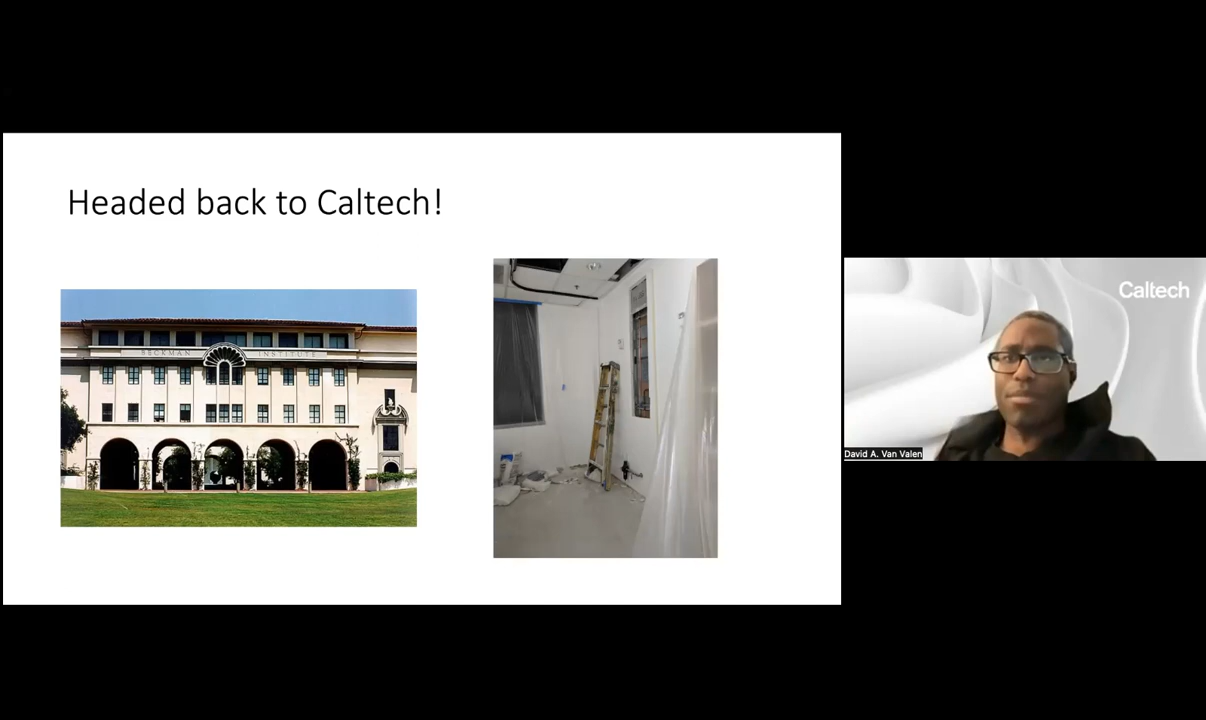 Headed back to Caltech!
BECKMAN INSTITUTE
Caltech
David A. Van Valen